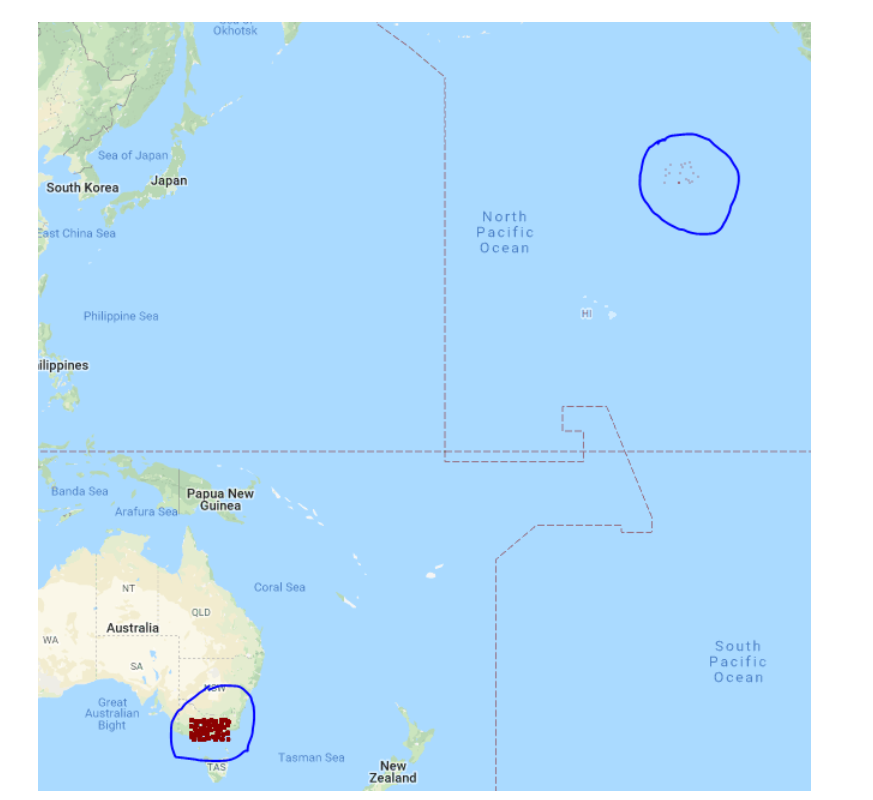 Sea of
Okhotsk
Sea of Japan
South Korea
Japan
East China Sea
North
Pacific
Ocean
Philippine Sea
HI
ilippines
Banda Sea
Papua New
Guinea
Arafura Sea
Coral Sea
NT
QLD
Australia
WA
SA
South
Pacific
Ocean
NSW
Great
Australian
Bight
Tasman Sea
TAS
New
Zealand